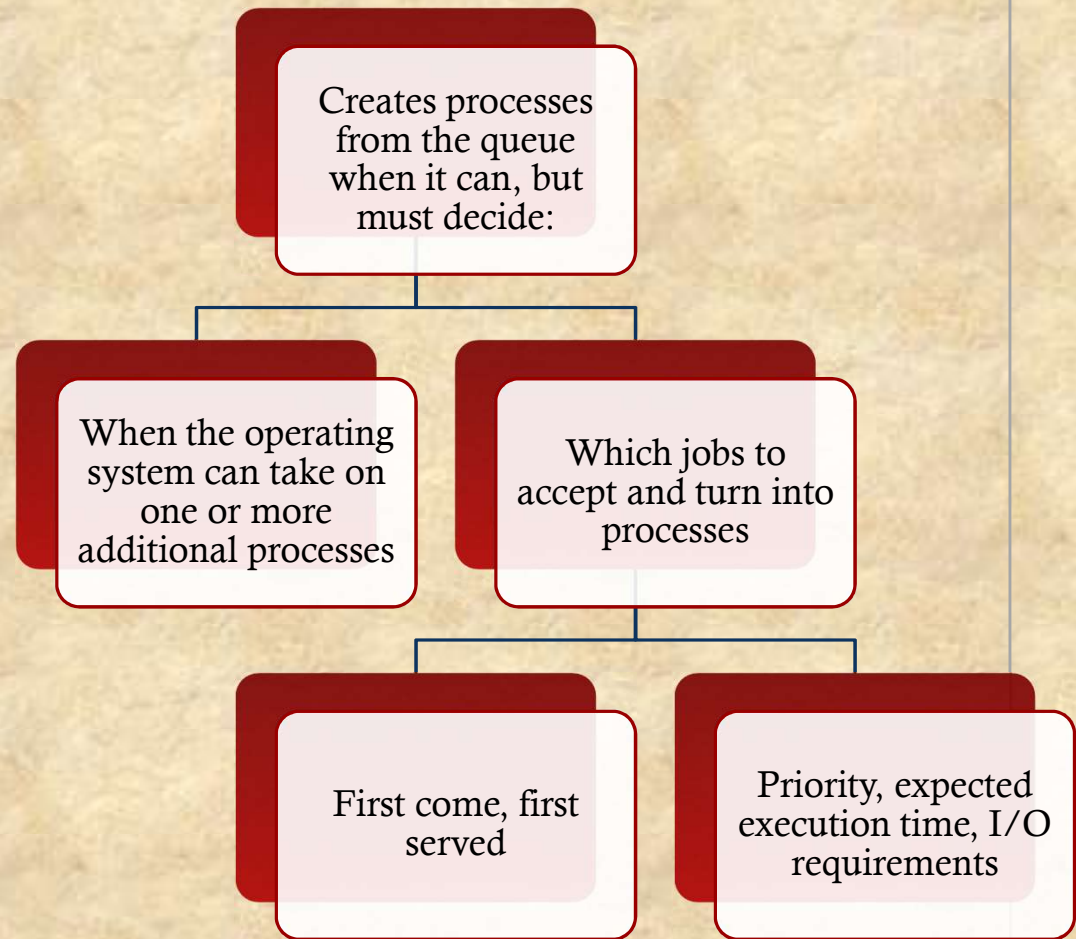 Creates processes
from the queue
when it can, but
must decide:
When the operating
system can take on
one or more
additional processes
Which jobs to
accept and turn into
processes
First come, first
served
Priority, expected
execution time, I/O
requirements